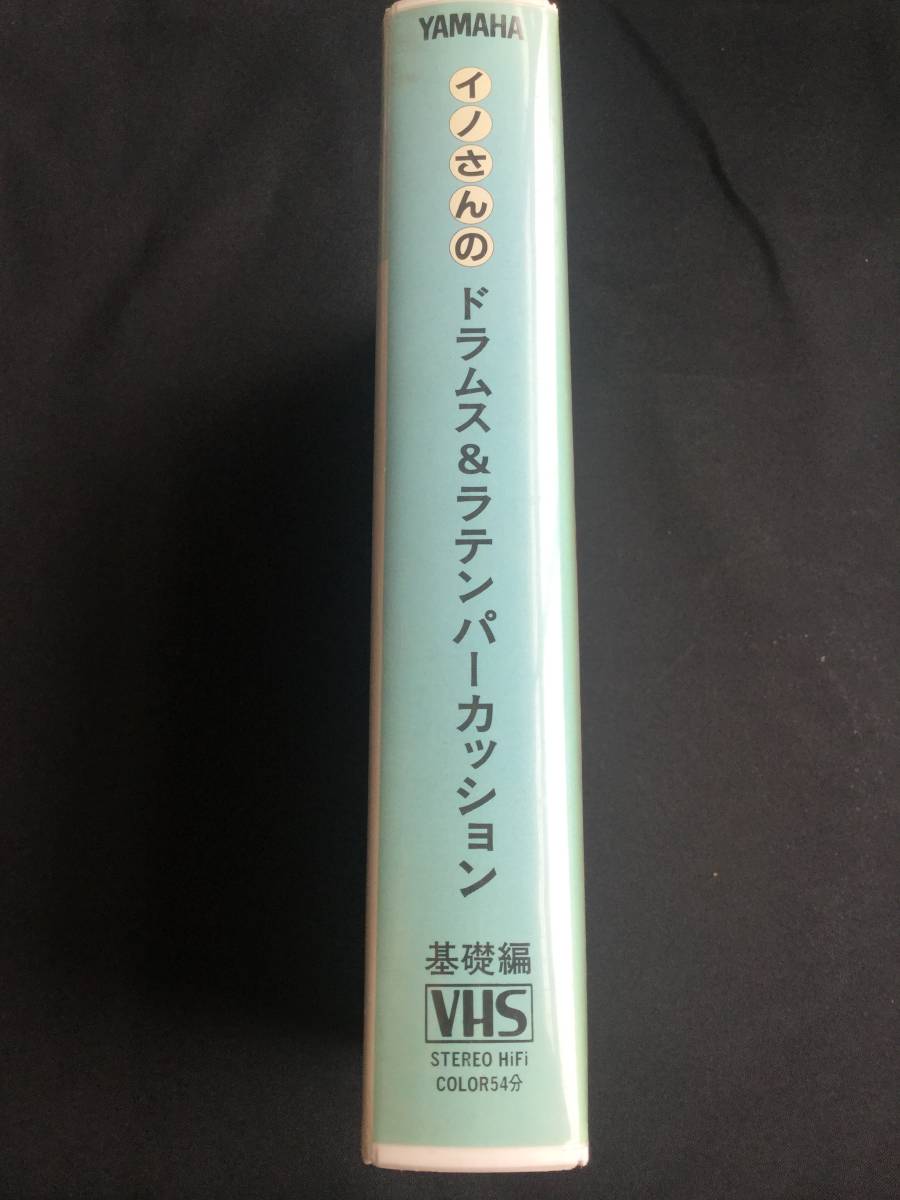 YAMAHA
イノさんの
ドラムス&ラテンパーカッション
基礎編
VHS
STEREO HiFi
COLOR54分